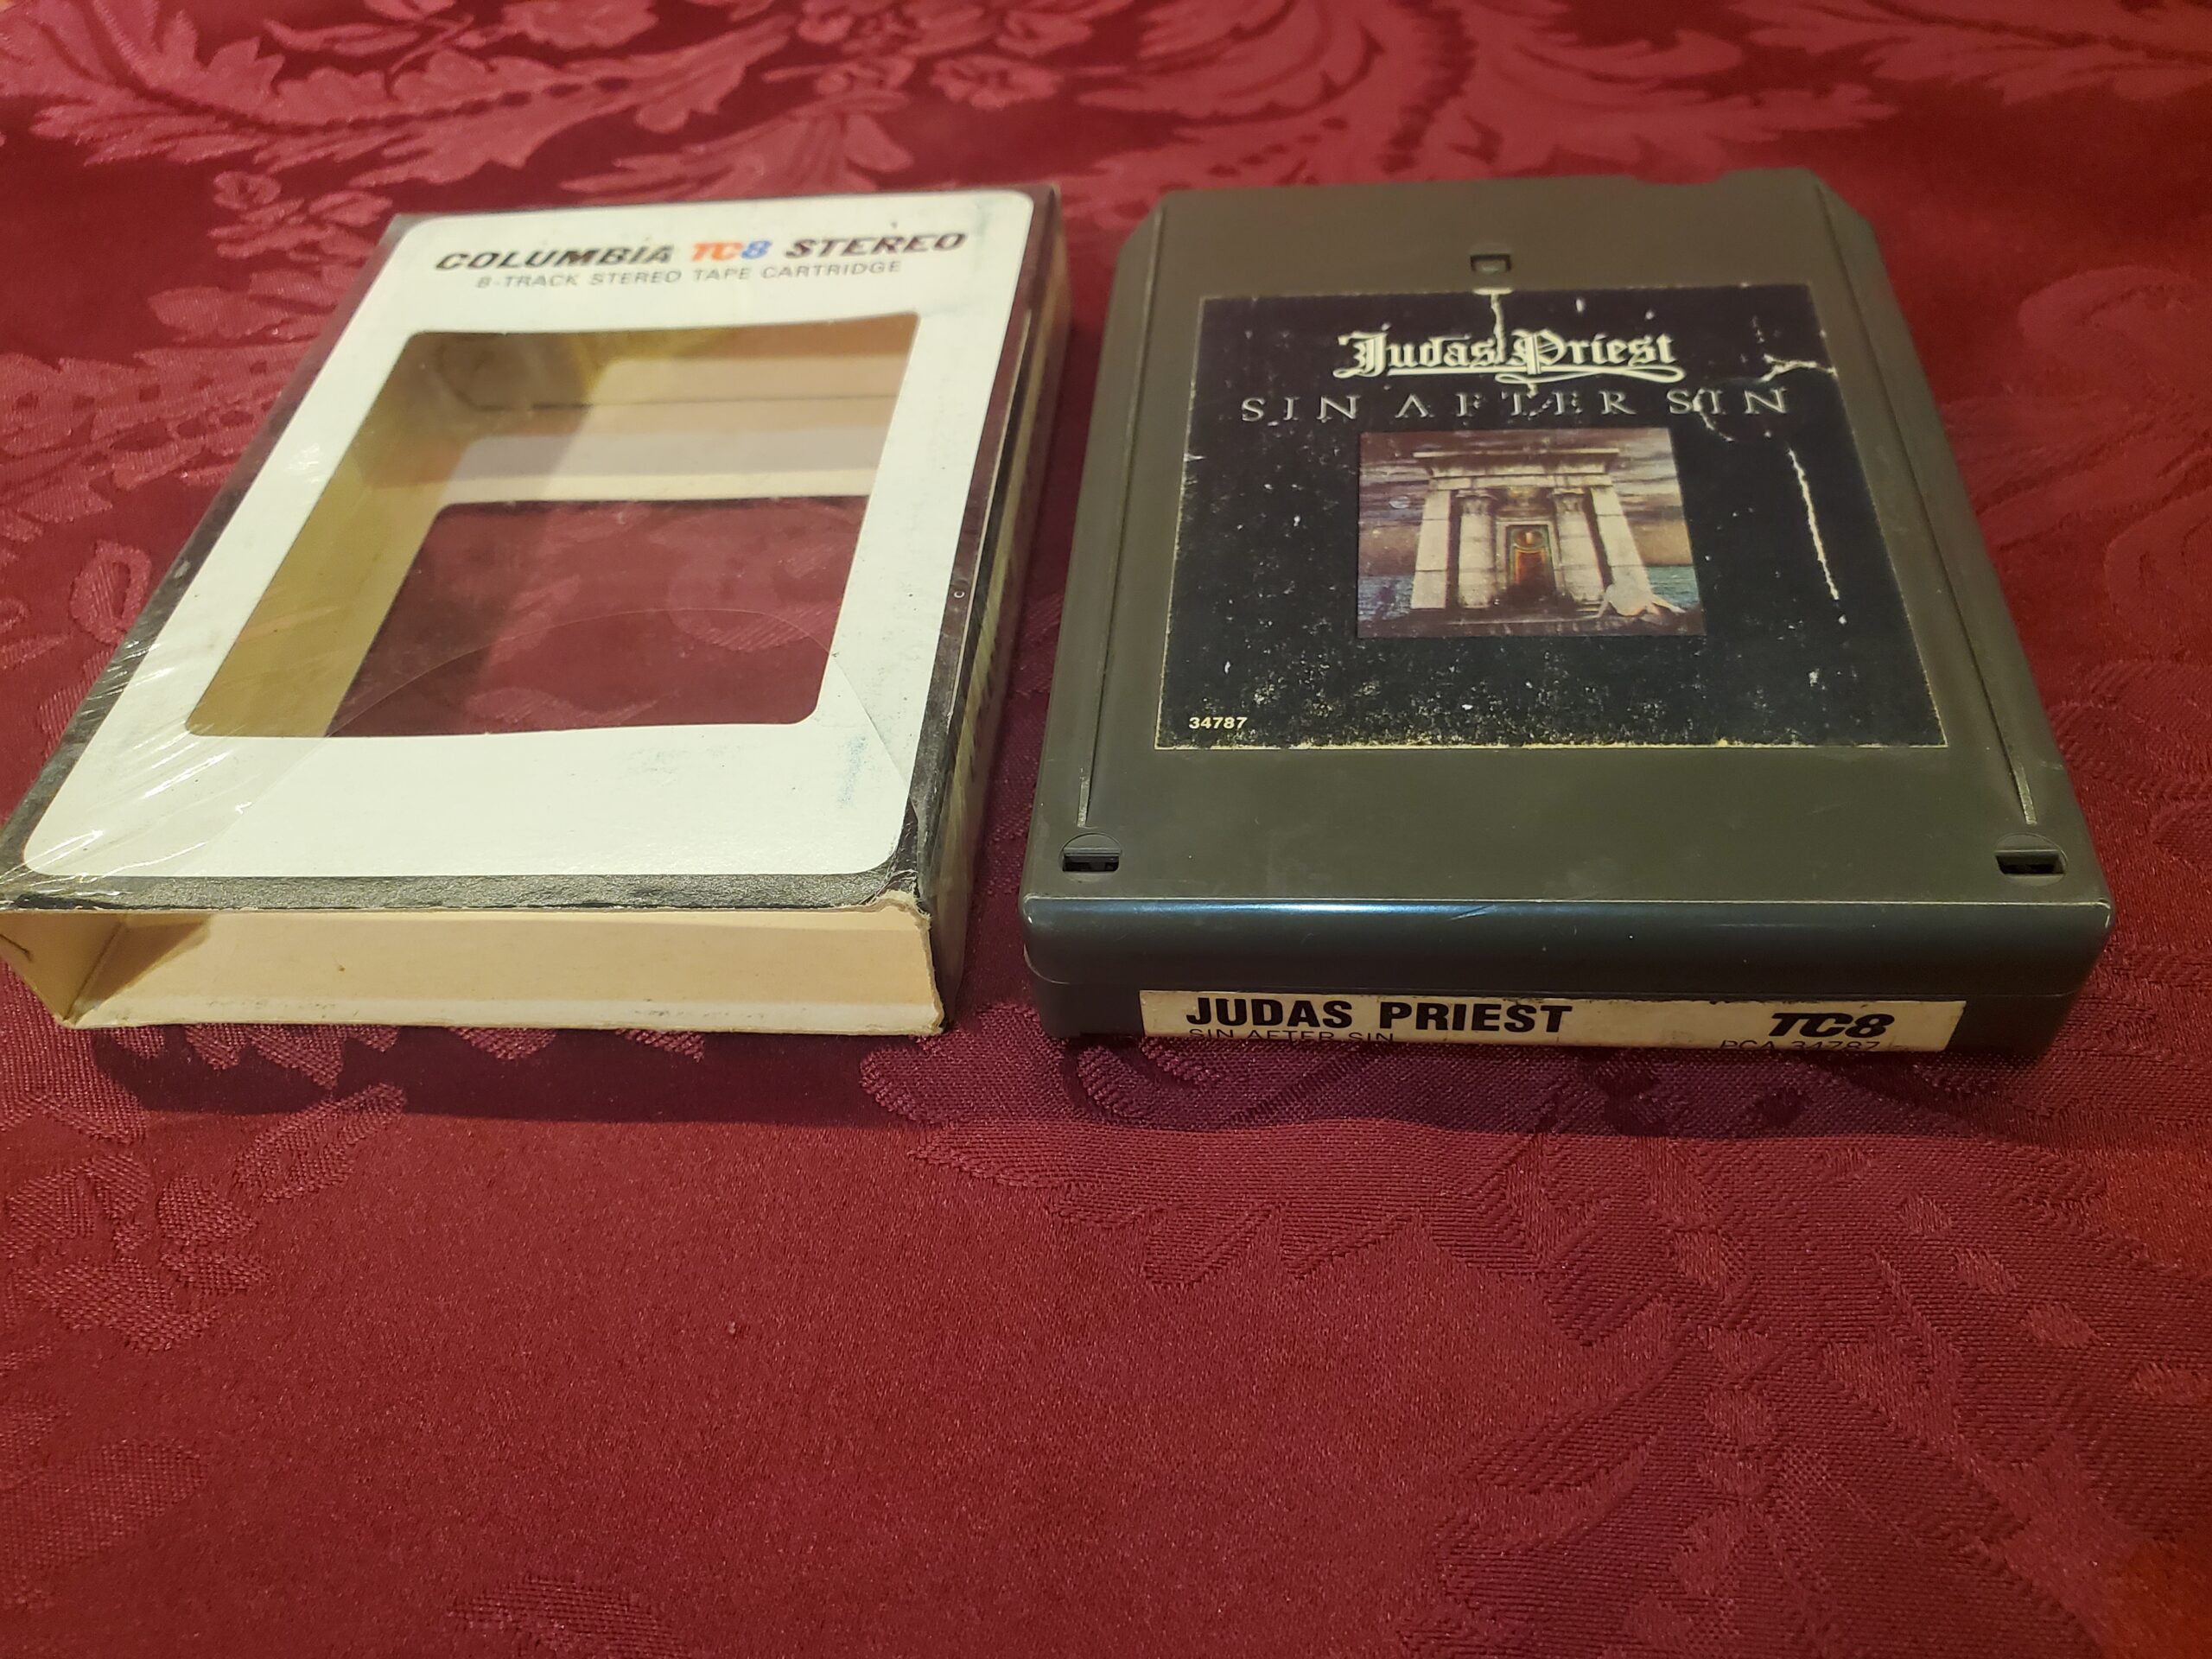 COLUMBIA TC8 STEREO
8-TRACK STEREO TAPE CARTRIDGE
Judas Priest
SIN AFTER SIN
34787
JUDAS PRIEST TC8
SIN AFTER SIN PCA 34787